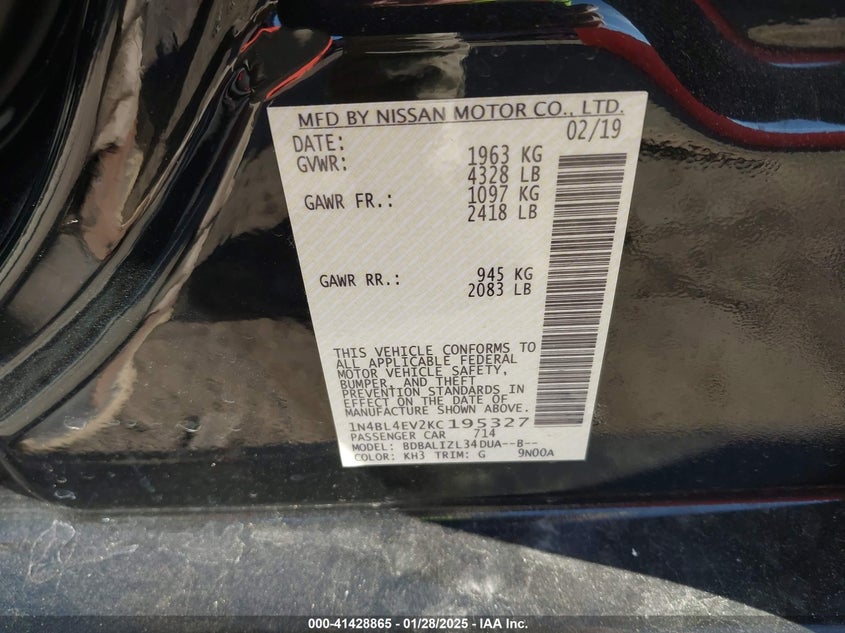 MFD BY NISSAN MOTOR CO., LTD.
DATE: 02/19
GVWR: 1963 KG
4328 LB
GAWR FR.: 1097 KG
2418 LB
GAWR RR.: 945 KG
2083 LB
THIS VEHICLE CONFORMS TO
ALL APPLICABLE FEDERAL
MOTOR VEHICLE SAFETY,
BUMPER, AND THEFT
PREVENTION STANDARDS IN
EFFECT ON THE DATE OF
MANUFACTURE SHOWN ABOVE.
1N4BL4EV2KC195327
PASSENGER CAR 714
MODEL: BDBALIZL34DUA--B--
COLOR: KH3 TRIM: G 9N00A
000-41428865 - 01/28/2025 - IAA Inc.